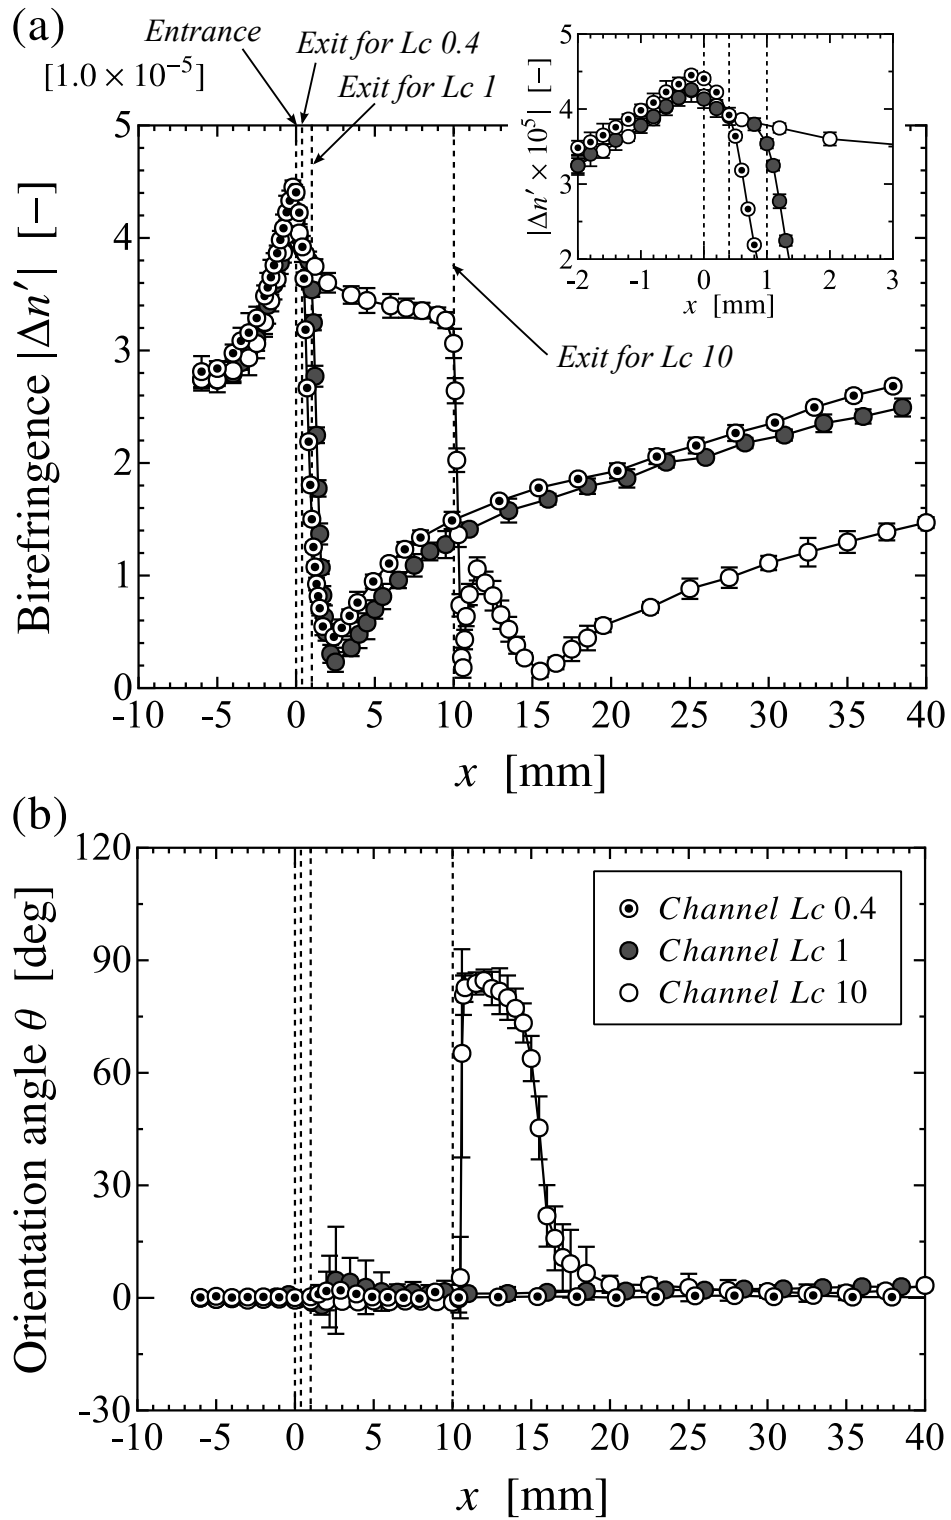 (a)
Entrance
Exit for Lc 0.4
[1.0 × 10⁻⁵]
Exit for Lc 1
Exit for Lc 10
Birefringence |Δn′| [−]
5
4
3
2
1
0
-10 -5 0 5 10 15 20 25 30 35 40
x [mm]
|Δn′ × 10⁵| [−]
5
4
3
2
-2 -1 0 1 2 3
x [mm]
(b)
Orientation angle θ [deg]
120
90
60
30
0
-30
Channel Lc 0.4
Channel Lc 1
Channel Lc 10
-10 -5 0 5 10 15 20 25 30 35 40
x [mm]